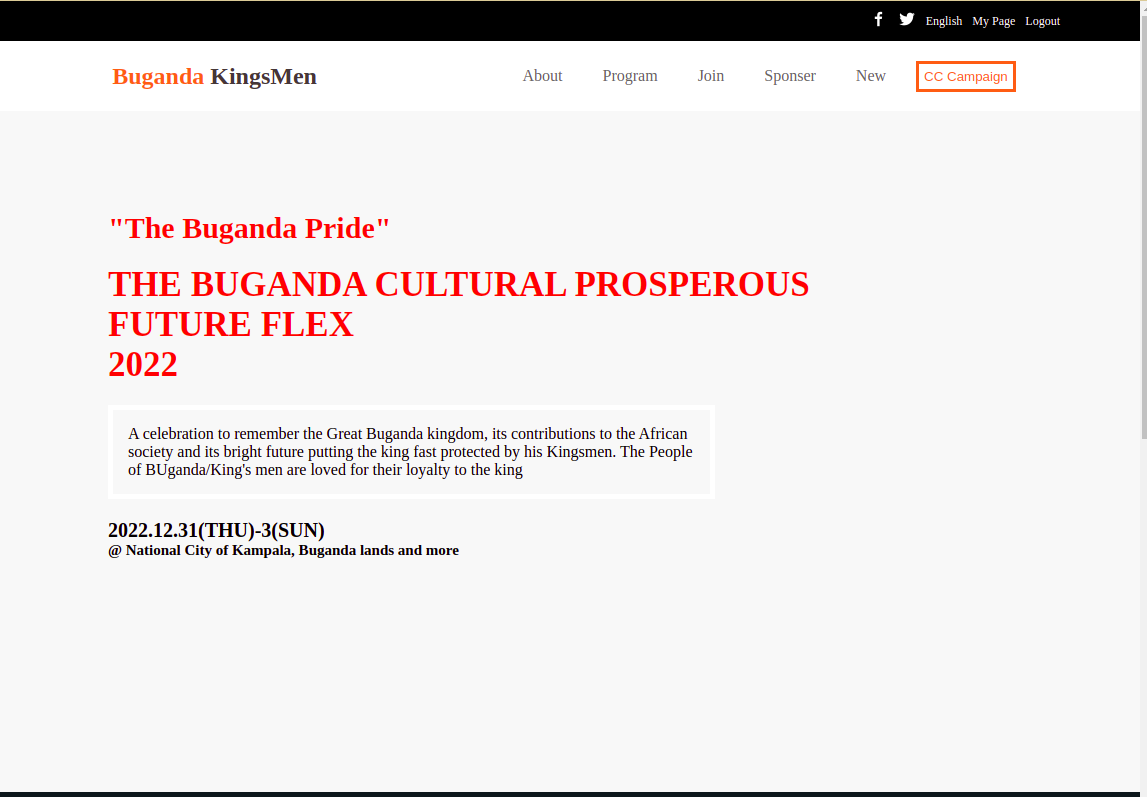 English My Page Logout
Buganda KingsMen
About Program Join Sponser New CC Campaign
"The Buganda Pride"
THE BUGANDA CULTURAL PROSPEROUS
FUTURE FLEX
2022
A celebration to remember the Great Buganda kingdom, its contributions to the African
society and its bright future putting the king fast protected by his Kingsmen. The People
of BUganda/King's men are loved for their loyalty to the king
2022.12.31(THU)-3(SUN)
@ National City of Kampala, Buganda lands and more